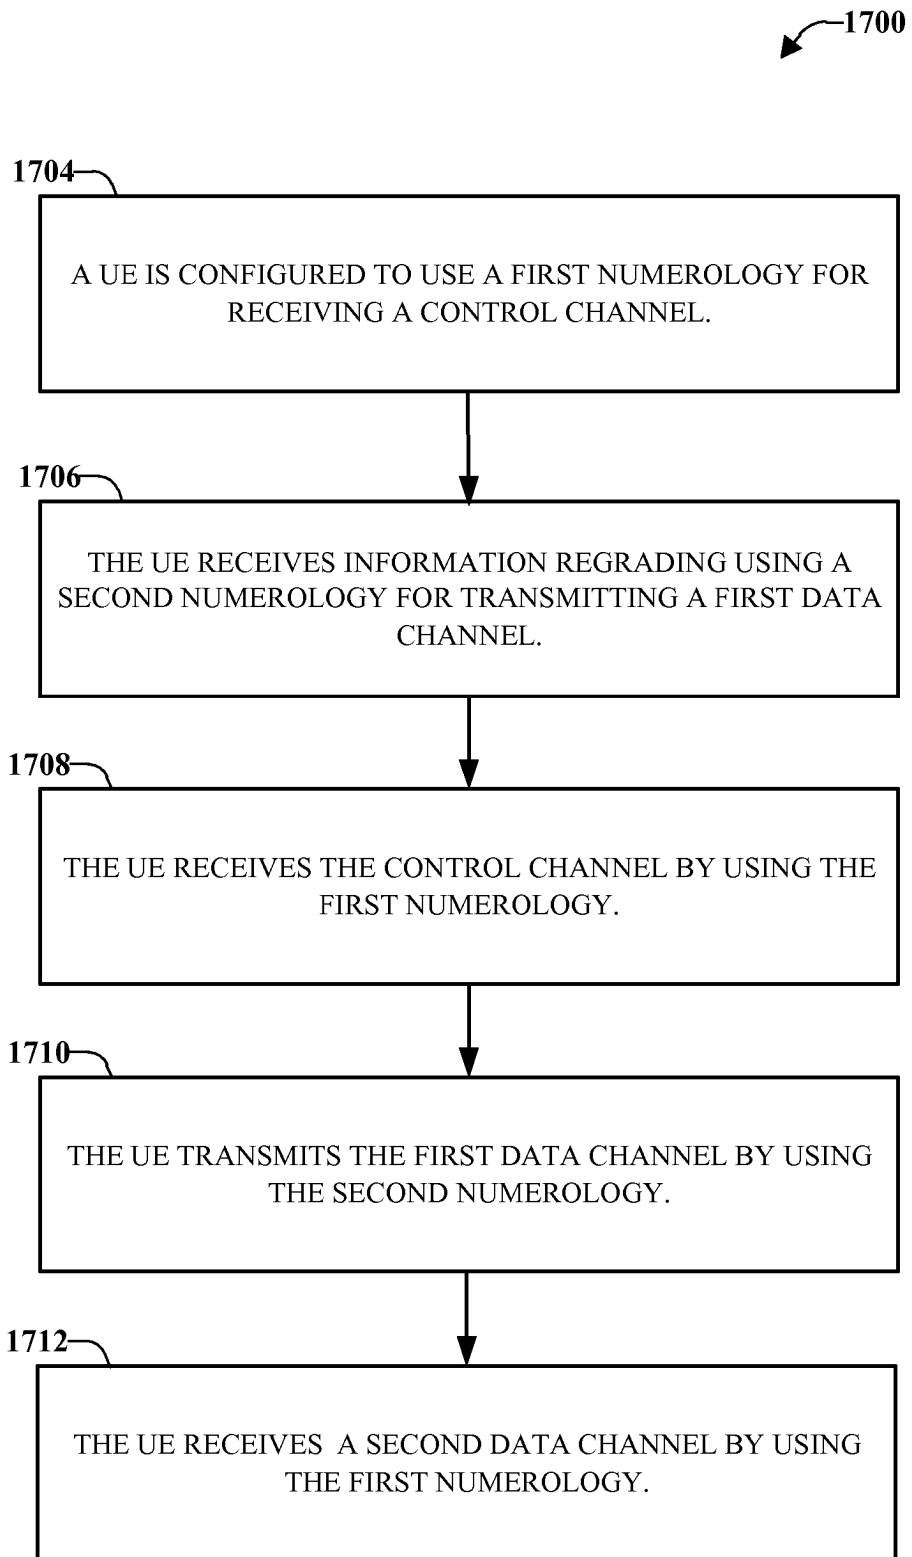 1700
1704
A UE IS CONFIGURED TO USE A FIRST NUMEROLOGY FOR
RECEIVING A CONTROL CHANNEL.
1706
THE UE RECEIVES INFORMATION REGRADING USING A
SECOND NUMEROLOGY FOR TRANSMITTING A FIRST DATA
CHANNEL.
1708
THE UE RECEIVES THE CONTROL CHANNEL BY USING THE
FIRST NUMEROLOGY.
1710
THE UE TRANSMITS THE FIRST DATA CHANNEL BY USING
THE SECOND NUMEROLOGY.
1712
THE UE RECEIVES A SECOND DATA CHANNEL BY USING
THE FIRST NUMEROLOGY.